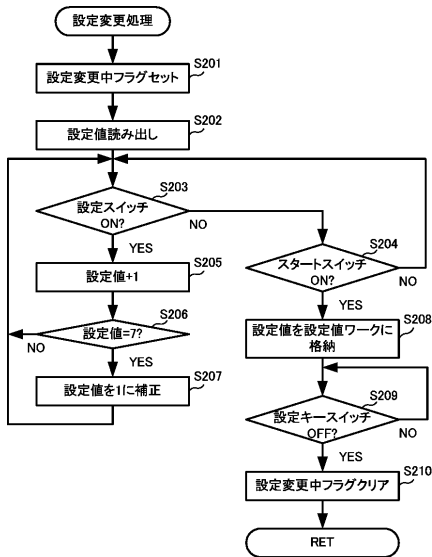 設定変更処理
S201
設定変更中フラグセット
S202
設定値読み出し
S203
設定スイッチ
ON?
NO
YES
S204
スタートスイッチ
ON?
NO
YES
S205
設定値+1
S206
設定値=7?
NO
YES
S207
設定値を1に補正
S208
設定値を設定値ワークに
格納
S209
設定キースイッチ
OFF?
NO
YES
S210
設定変更中フラグクリア
RET